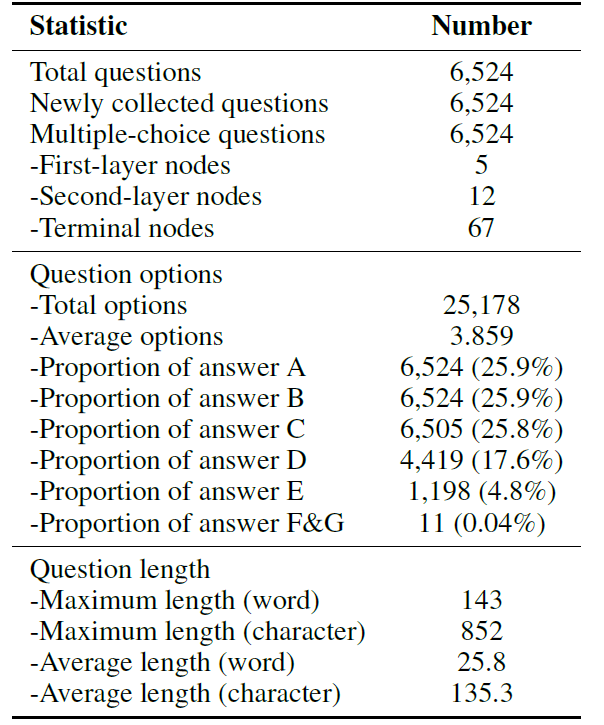 Statistic Number
Total questions 6,524
Newly collected questions 6,524
Multiple-choice questions 6,524
-First-layer nodes 5
-Second-layer nodes 12
-Terminal nodes 67
Question options
-Total options 25,178
-Average options 3.859
-Proportion of answer A 6,524 (25.9%)
-Proportion of answer B 6,524 (25.9%)
-Proportion of answer C 6,505 (25.8%)
-Proportion of answer D 4,419 (17.6%)
-Proportion of answer E 1,198 (4.8%)
-Proportion of answer F&G 11 (0.04%)
Question length
-Maximum length (word) 143
-Maximum length (character) 852
-Average length (word) 25.8
-Average length (character) 135.3